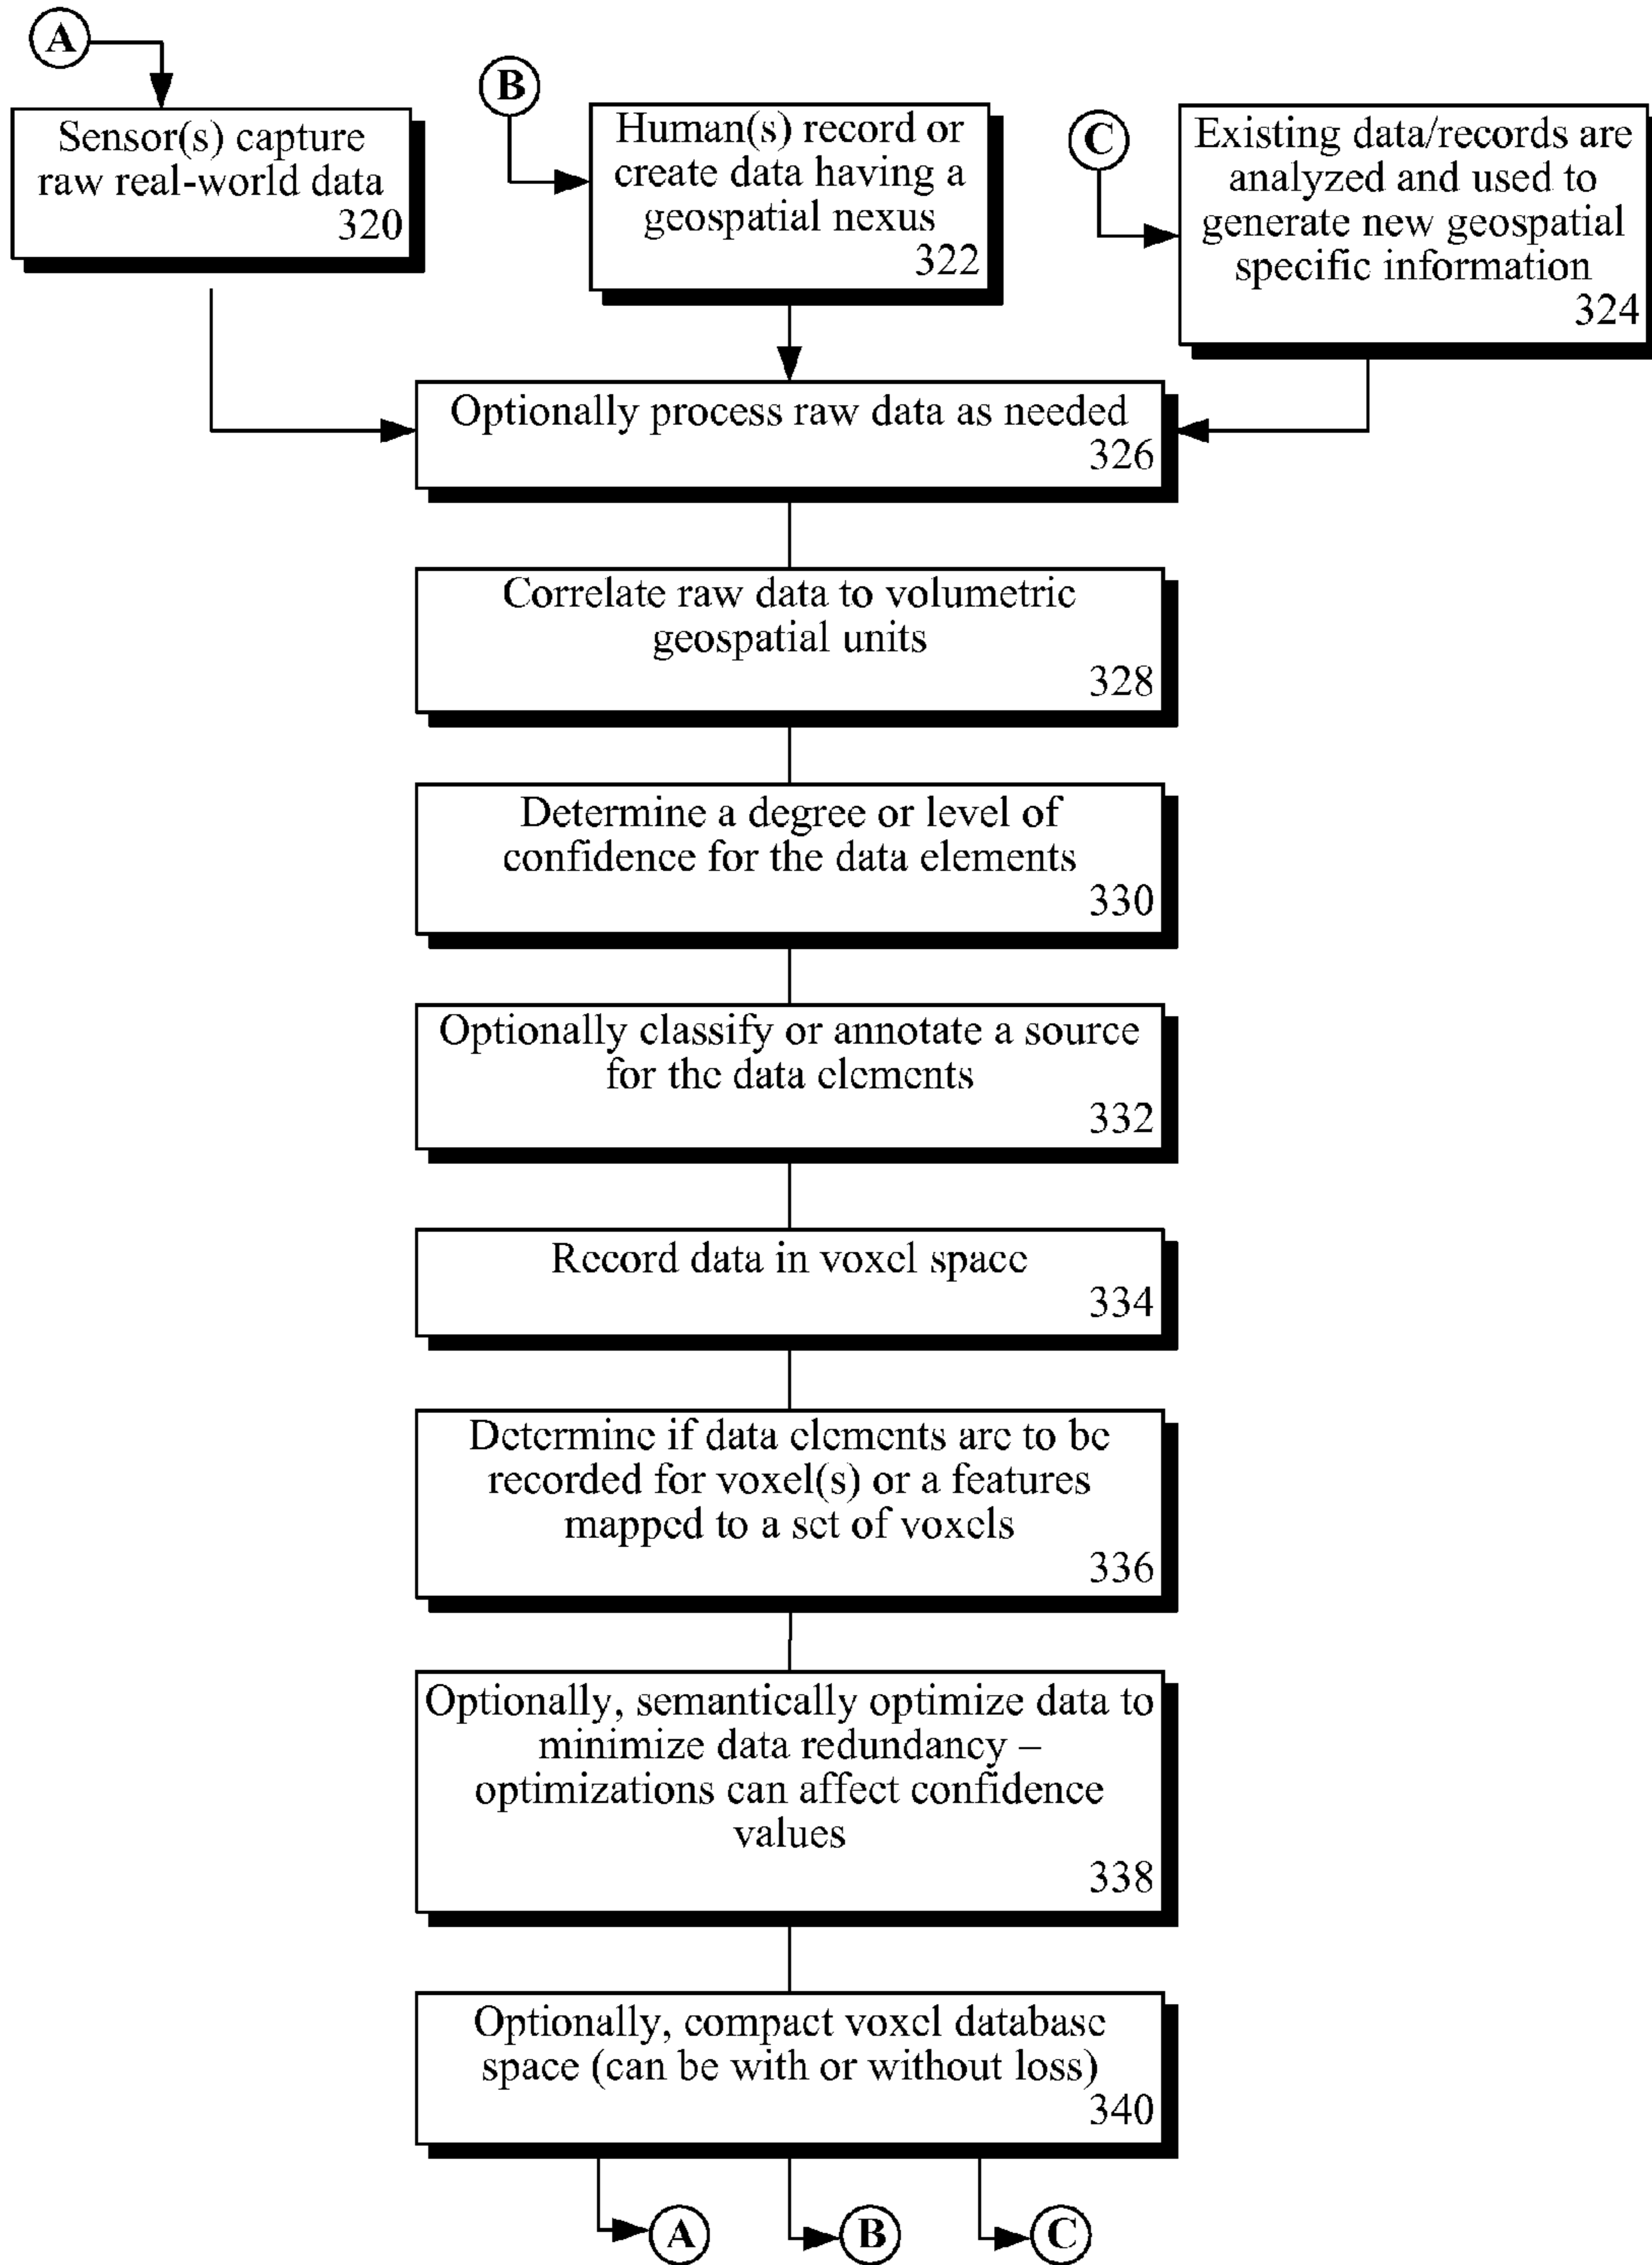 A
Sensor(s) capture
raw real-world data
320
B
Human(s) record or
create data having a
geospatial nexus
322
C
Existing data/records are
analyzed and used to
generate new geospatial
specific information
324
Optionally process raw data as needed
326
Correlate raw data to volumetric
geospatial units
328
Determine a degree or level of
confidence for the data elements
330
Optionally classify or annotate a source
for the data elements
332
Record data in voxel space
334
Determine if data elements are to be
recorded for voxel(s) or a features
mapped to a set of voxels
336
Optionally, semantically optimize data to
minimize data redundancy –
optimizations can affect confidence
values
338
Optionally, compact voxel database
space (can be with or without loss)
340
A
B
C